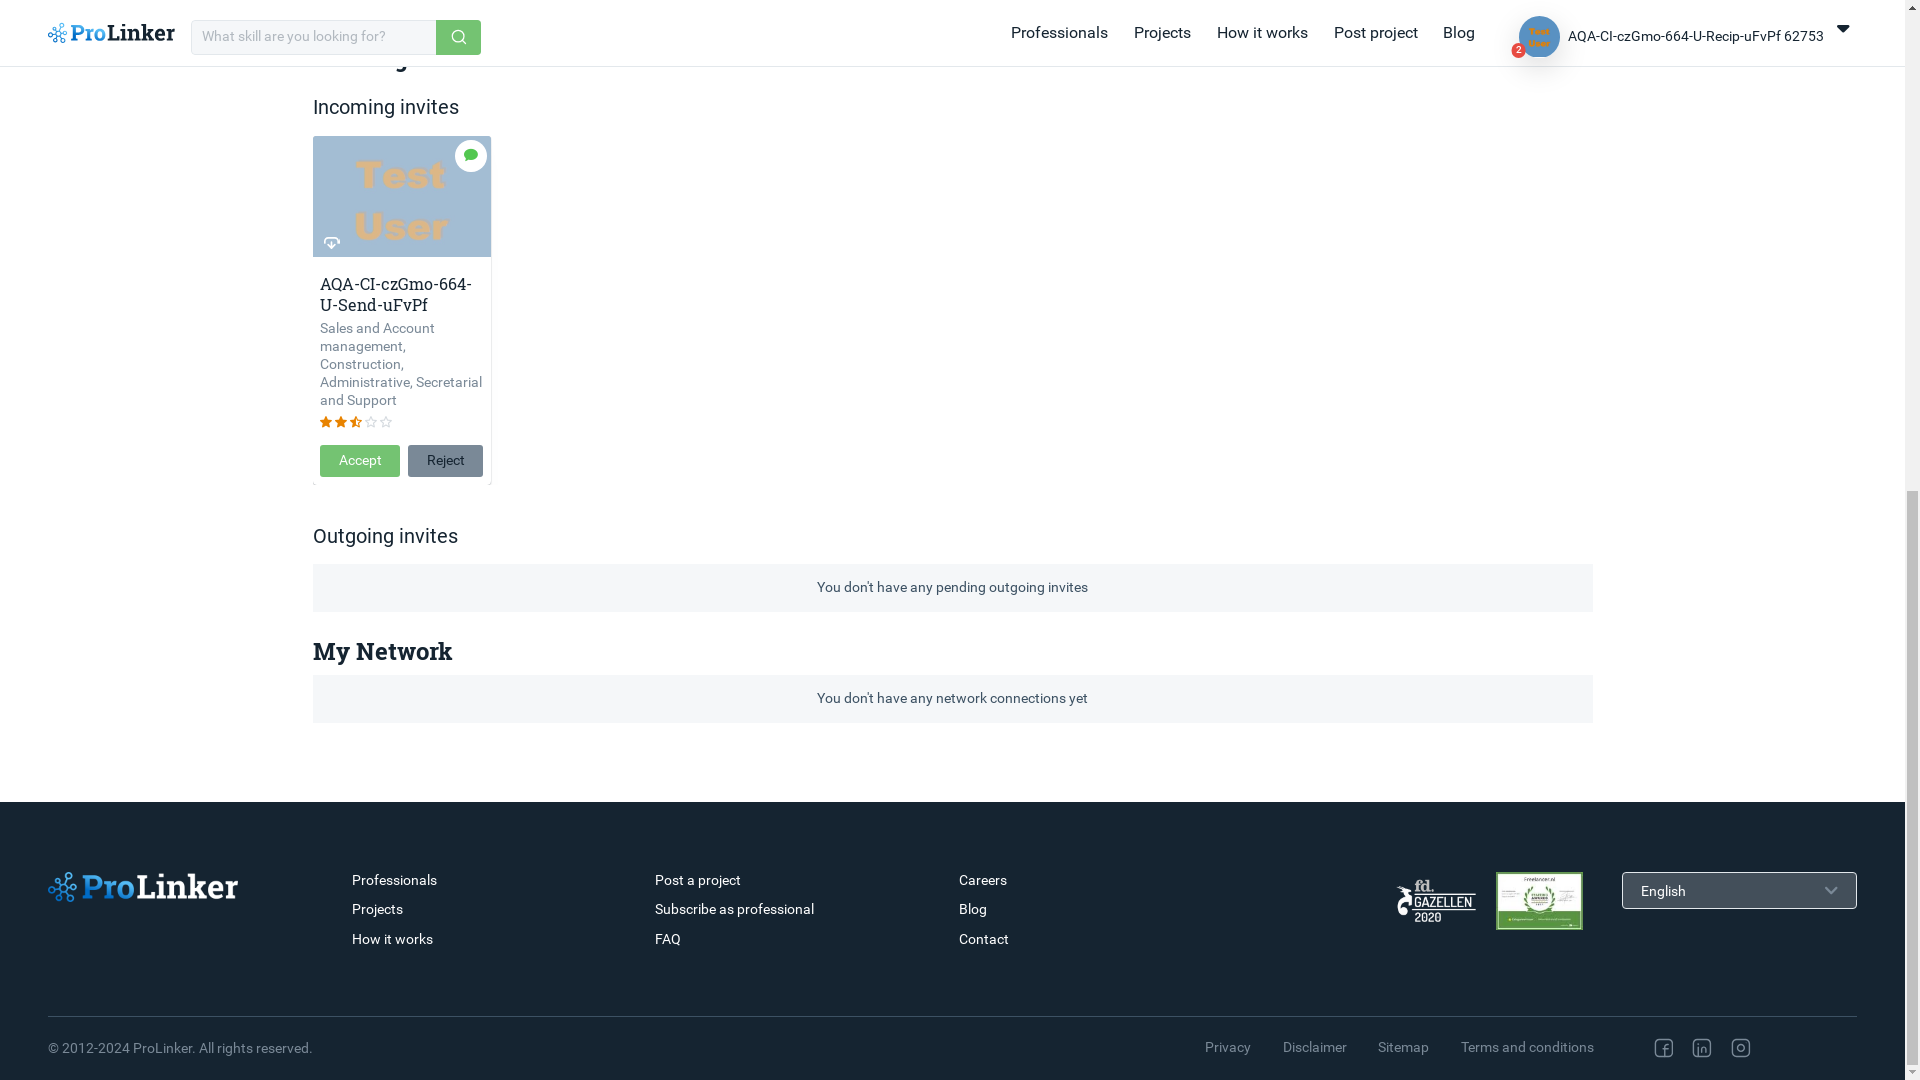 ProLinker
What skill are you looking for?
Professionals
Projects
How it works
Post project
Blog
Test
User
2
AQA-CI-czGmo-664-U-Recip-uFvPf 62753
Incoming invites
Test
User
AQA-CI-czGmo-664-
U-Send-uFvPf
Sales and Account
management,
Construction,
Administrative, Secretarial
and Support
Accept
Reject
Outgoing invites
You don't have any pending outgoing invites
My Network
You don't have any network connections yet
ProLinker
Professionals
Projects
How it works
Post a project
Subscribe as professional
FAQ
Careers
Blog
Contact
fd.
GAZELLEN
2020
Freelancer.nl
English
© 2012-2024 ProLinker. All rights reserved.
Privacy
Disclaimer
Sitemap
Terms and conditions